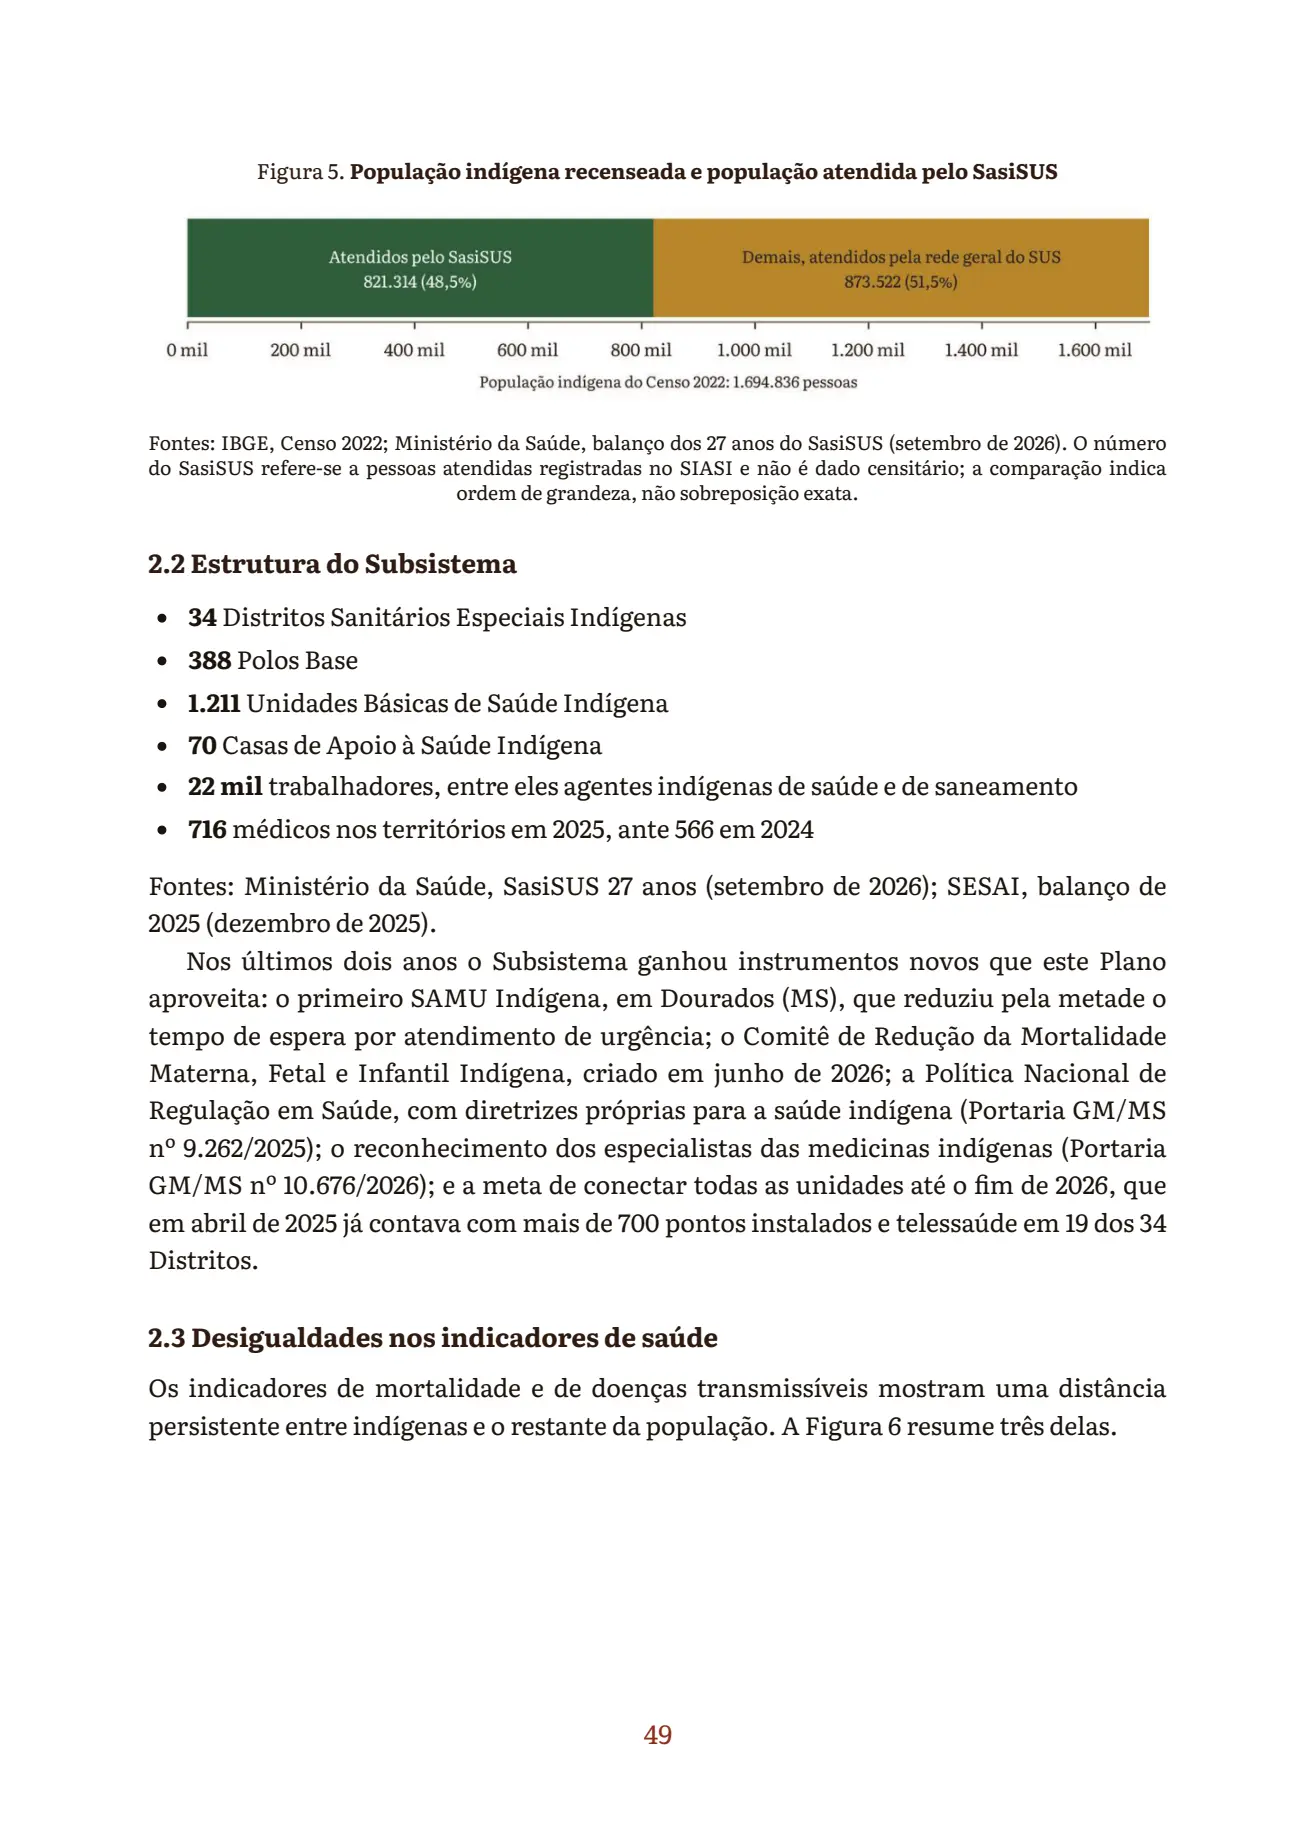 Figura 5. População indígena recenseada e população atendida pelo SasiSUS
Atendidos pelo SasiSUS
821.314 (48,5%)
Demais, atendidos pela rede geral do SUS
873.522 (51,5%)
0 mil 200 mil 400 mil 600 mil 800 mil 1.000 mil 1.200 mil 1.400 mil 1.600 mil
População indígena do Censo 2022: 1.694.836 pessoas
Fontes: IBGE, Censo 2022; Ministério da Saúde, balanço dos 27 anos do SasiSUS (setembro de 2026). O número
do SasiSUS refere-se a pessoas atendidas registradas no SIASI e não é dado censitário; a comparação indica
ordem de grandeza, não sobreposição exata.
2.2 Estrutura do Subsistema
• 34 Distritos Sanitários Especiais Indígenas
• 388 Polos Base
• 1.211 Unidades Básicas de Saúde Indígena
• 70 Casas de Apoio à Saúde Indígena
• 22 mil trabalhadores, entre eles agentes indígenas de saúde e de saneamento
• 716 médicos nos territórios em 2025, ante 566 em 2024
Fontes: Ministério da Saúde, SasiSUS 27 anos (setembro de 2026); SESAI, balanço de
2025 (dezembro de 2025).
Nos últimos dois anos o Subsistema ganhou instrumentos novos que este Plano
aproveita: o primeiro SAMU Indígena, em Dourados (MS), que reduziu pela metade o
tempo de espera por atendimento de urgência; o Comitê de Redução da Mortalidade
Materna, Fetal e Infantil Indígena, criado em junho de 2026; a Política Nacional de
Regulação em Saúde, com diretrizes próprias para a saúde indígena (Portaria GM/MS
nº 9.262/2025); o reconhecimento dos especialistas das medicinas indígenas (Portaria
GM/MS nº 10.676/2026); e a meta de conectar todas as unidades até o fim de 2026, que
em abril de 2025 já contava com mais de 700 pontos instalados e telessaúde em 19 dos 34
Distritos.
2.3 Desigualdades nos indicadores de saúde
Os indicadores de mortalidade e de doenças transmissíveis mostram uma distância
persistente entre indígenas e o restante da população. A Figura 6 resume três delas.
49